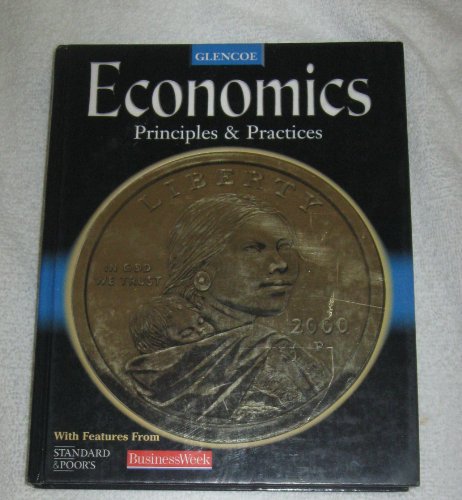 GLENCOE
Economics
Principles & Practices
LIBERTY
IN GOD
WE TRUST
2000
P
With Features From
STANDARD
&POOR'S
BusinessWeek